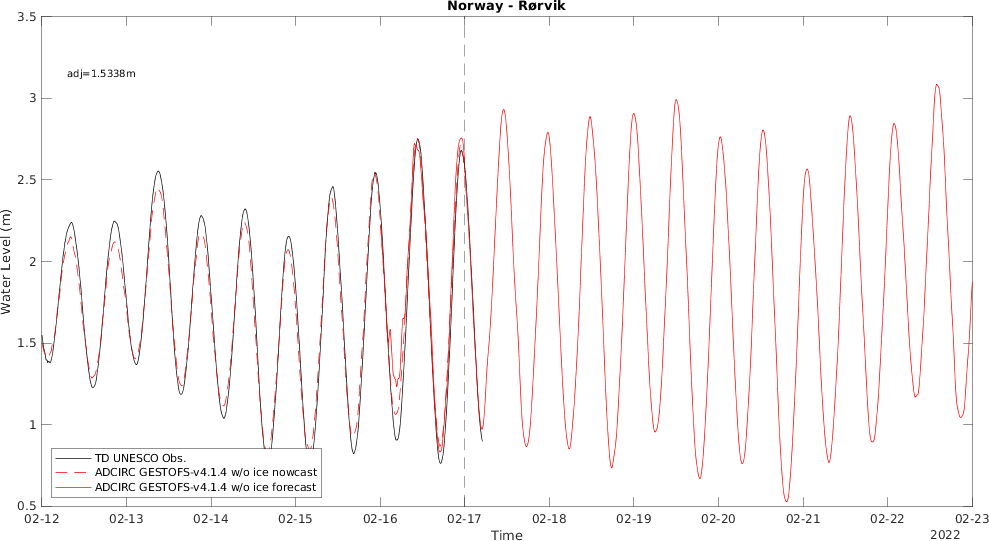 Norway - Rørvik
adj=1.5338m
3.5
3
2.5
2
1.5
1
0.5
Water Level (m)
TD UNESCO Obs.
ADCIRC GESTOFS-v4.1.4 w/o ice nowcast
ADCIRC GESTOFS-v4.1.4 w/o ice forecast
02-12 02-13 02-14 02-15 02-16 02-17 02-18 02-19 02-20 02-21 02-22 02-23
Time
2022